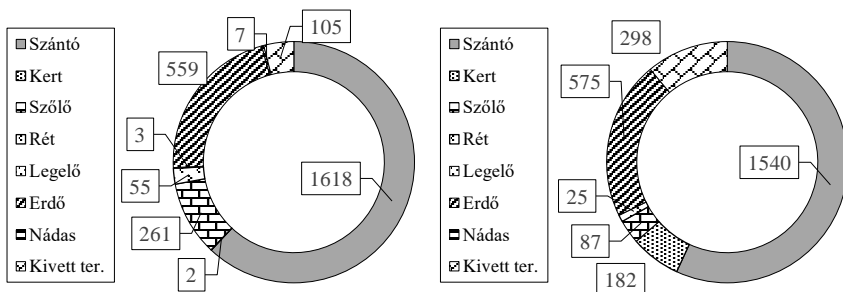 Szántó
Kert
Szőlő
Rét
Legelő
Erdő
Nádas
Kivett ter.
7
105
559
3
55
261
2
1618
Szántó
Kert
Szőlő
Rét
Legelő
Erdő
Nádas
Kivett ter.
298
575
25
87
182
1540